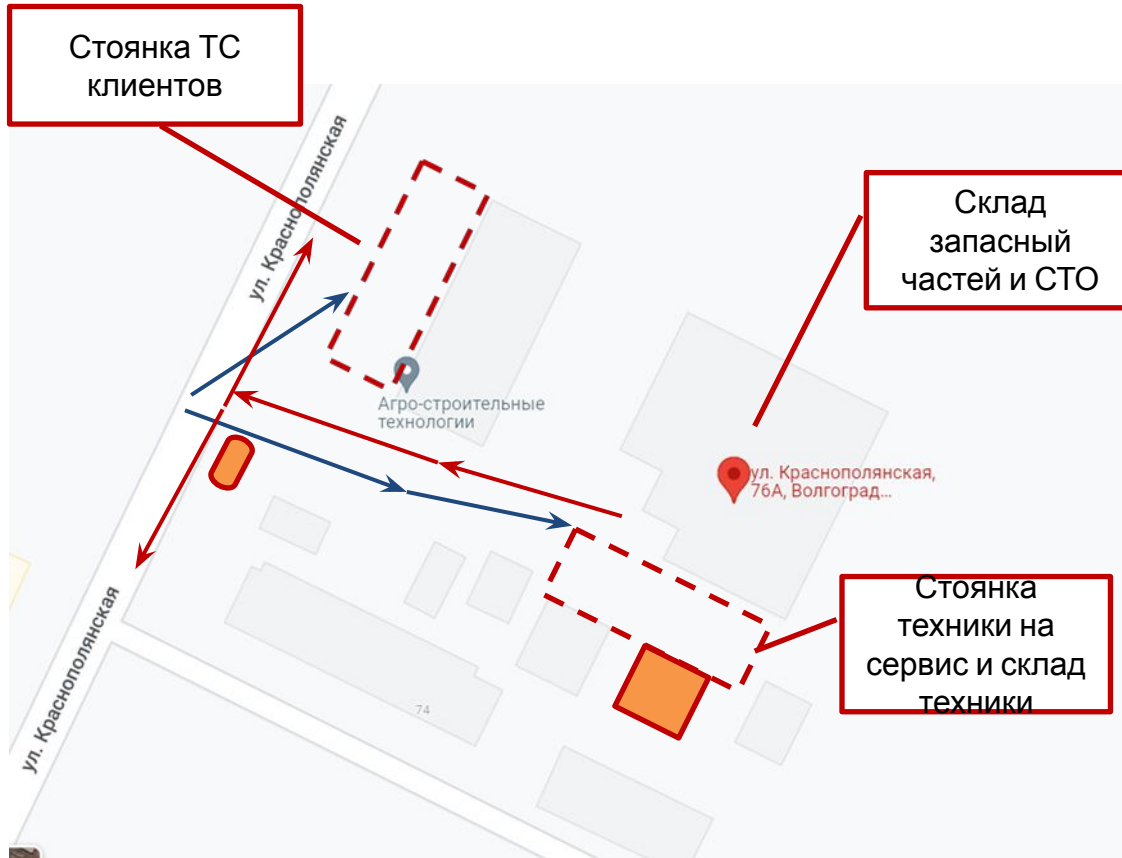 Стоянка ТС
клиентов
ул. Краснополянская
Склад
запасный
частей и СТО
Агро-строительные
технологии
ул. Краснополянская,
76А, Волгоград...
Стоянка
техники на
сервис и склад
техники
ул. Краснополянская
74